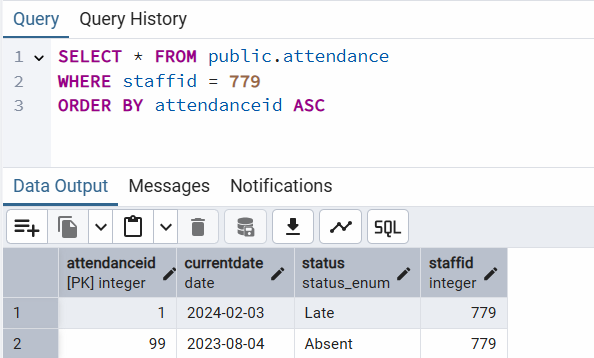 Query Query History
1 SELECT * FROM public.attendance
2 WHERE staffid = 779
3 ORDER BY attendanceid ASC
Data Output Messages Notifications
SQL
attendanceid currentdate status staffid
[PK] integer date status_enum integer
1 1 2024-02-03 Late 779
2 99 2023-08-04 Absent 779